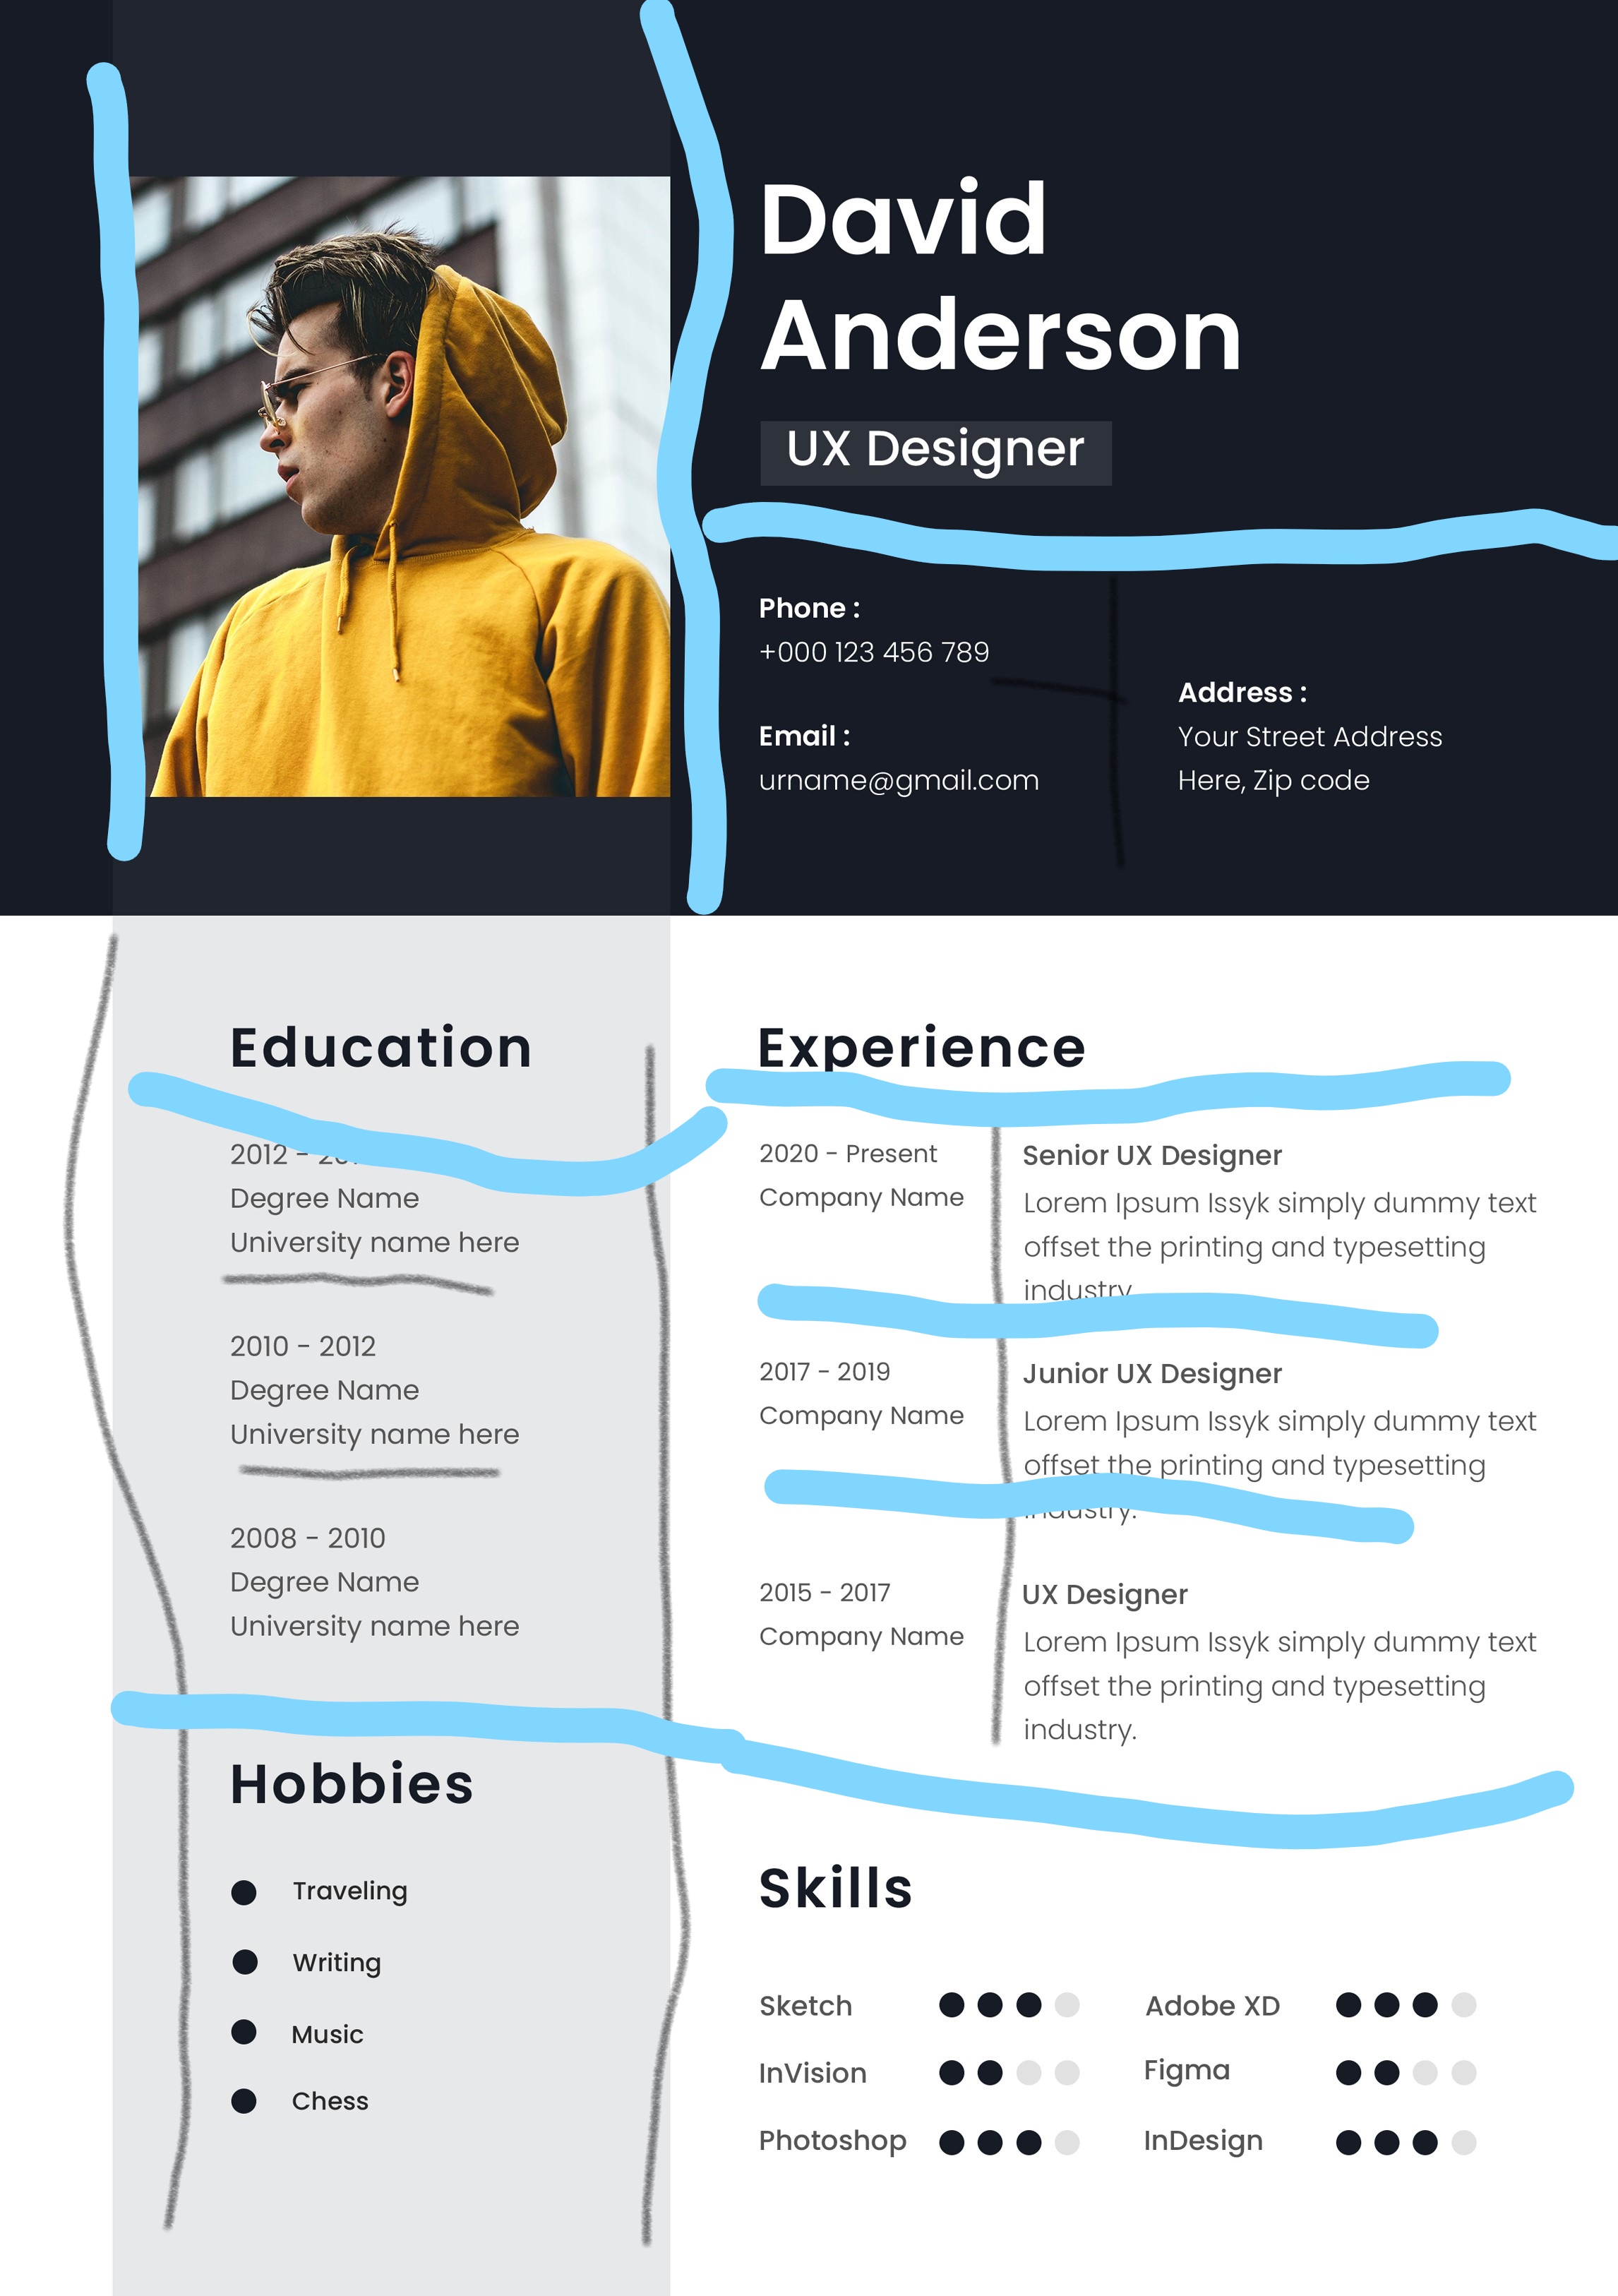 David
Anderson
UX Designer
Phone :
+000 123 456 789
Email :
urname@gmail.com
Address :
Your Street Address
Here, Zip code
Education
2012 -
Degree Name
University name here
2010 - 2012
Degree Name
University name here
2008 - 2010
Degree Name
University name here
Hobbies
Traveling
Writing
Music
Chess
Experience
2020 - Present
Company Name
Senior UX Designer
Lorem Ipsum Issyk simply dummy text
offset the printing and typesetting
industry.
2017 - 2019
Company Name
Junior UX Designer
Lorem Ipsum Issyk simply dummy text
offset the printing and typesetting
industry.
2015 - 2017
Company Name
UX Designer
Lorem Ipsum Issyk simply dummy text
offset the printing and typesetting
industry.
Skills
Sketch
Adobe XD
InVision
Figma
Photoshop
InDesign